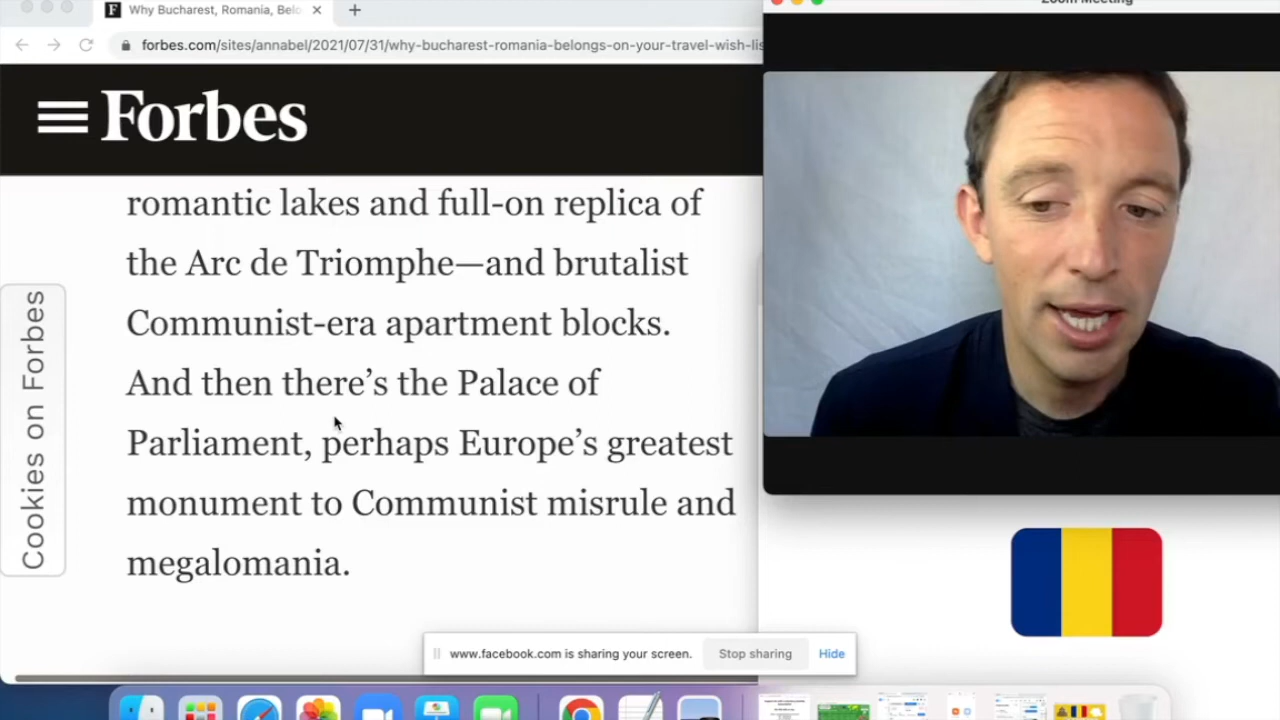 Why Bucharest, Romania, Belo
forbes.com/sites/annabel/2021/07/31/why-bucharest-romania-belongs-on-your-travel-wish-lis
Zoom Meeting
Forbes
romantic lakes and full-on replica of
the Arc de Triomphe—and brutalist
Communist-era apartment blocks.
And then there’s the Palace of
Parliament, perhaps Europe’s greatest
monument to Communist misrule and
megalomania.
Cookies on Forbes
www.facebook.com is sharing your screen.
Stop sharing
Hide